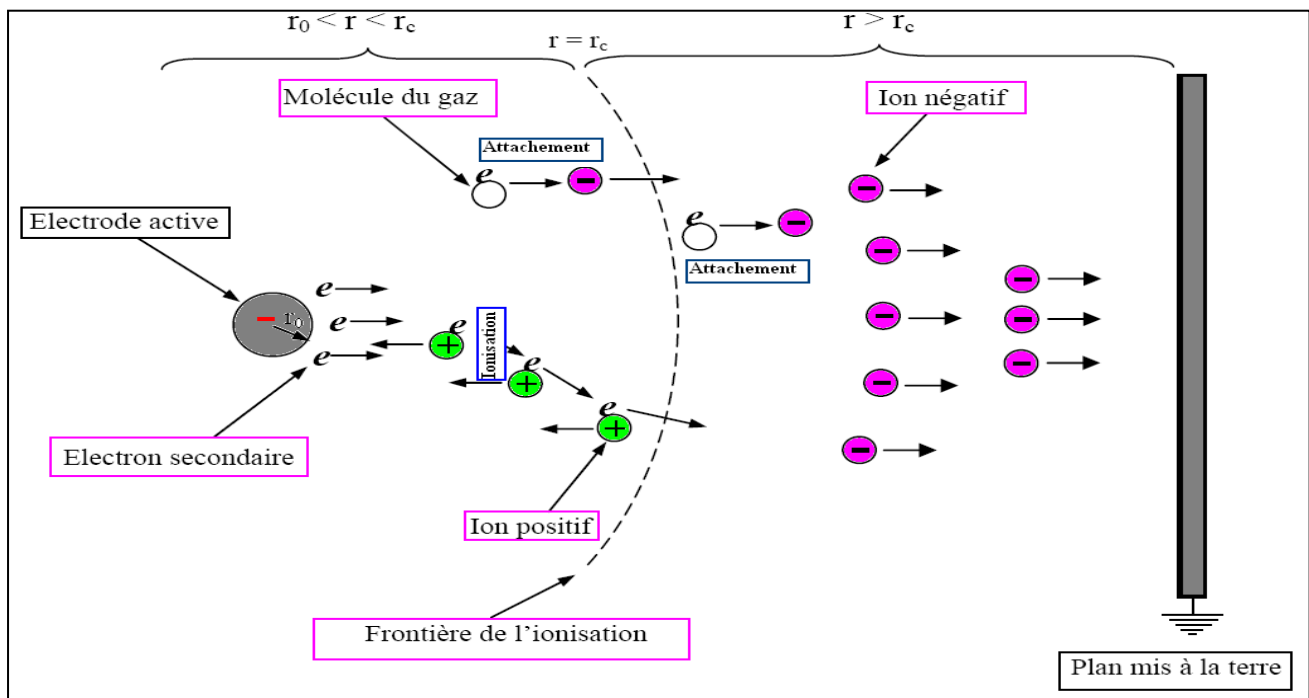 r₀ < r < r꜀
r = r꜀
r > r꜀
Molécule du gaz
Ion négatif
Attachement
e
−
−
Electrode active
e
−
Attachement
−
−
e
− r₀
e
e
+
Ionisation
e
−
−
e
+
−
−
e
+
Electron secondaire
−
Ion positif
Frontière de l’ionisation
Plan mis à la terre